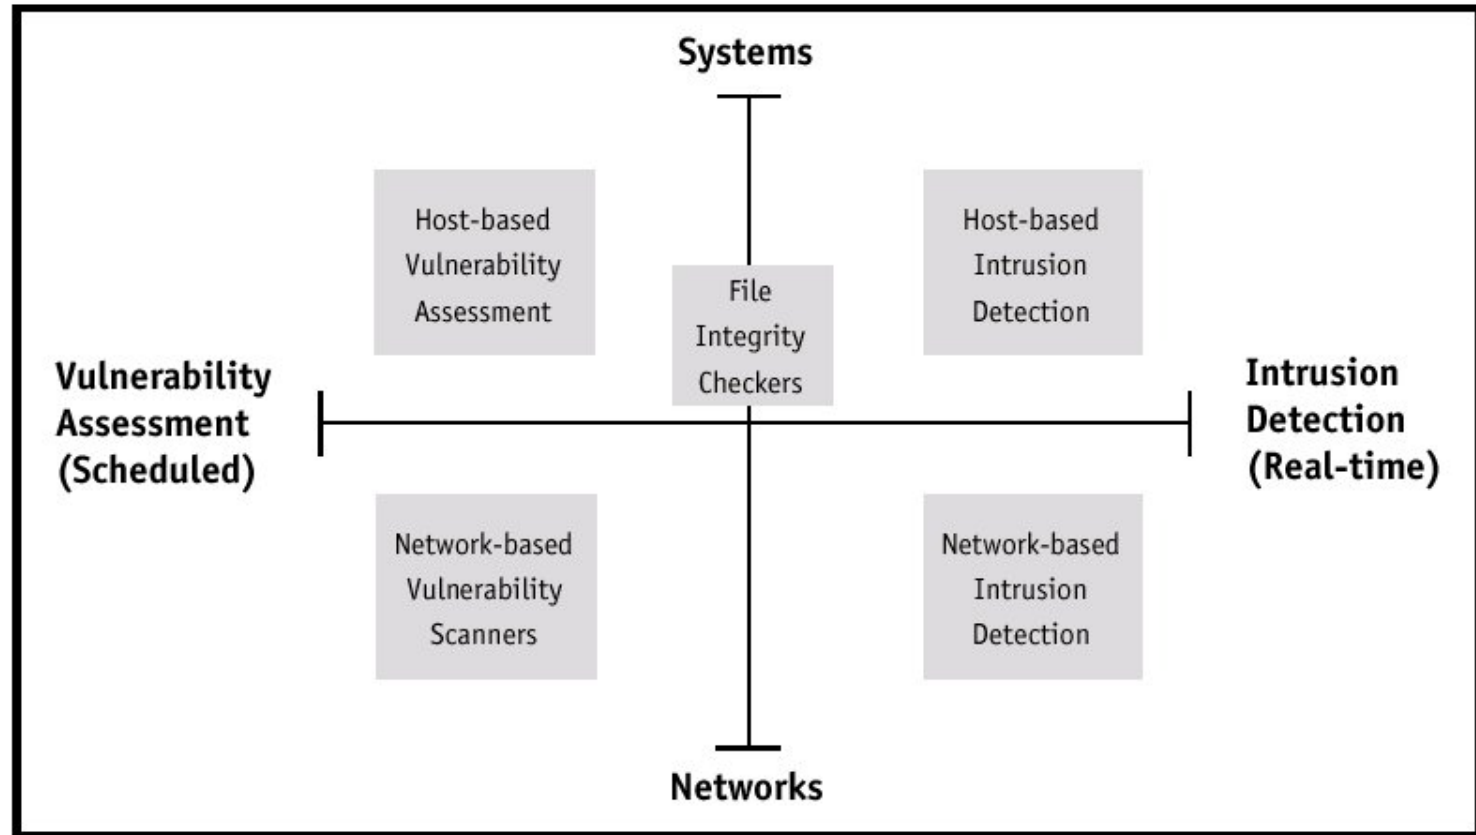 Systems
Host-based
Vulnerability
Assessment
File
Integrity
Checkers
Host-based
Intrusion
Detection
Vulnerability
Assessment
(Scheduled)
Intrusion
Detection
(Real-time)
Network-based
Vulnerability
Scanners
Network-based
Intrusion
Detection
Networks